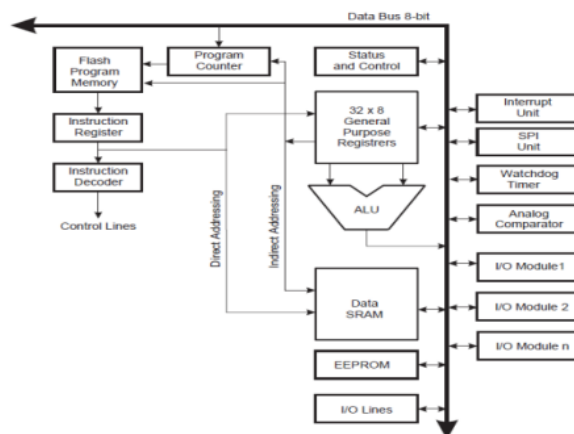 Data Bus 8-bit
Flash
Program
Memory
Program
Counter
Status
and Control
Instruction
Register
32 x 8
General
Purpose
Registrers
Interrupt
Unit
SPI
Unit
Instruction
Decoder
Watchdog
Timer
Direct Addressing
Indirect Addressing
ALU
Control Lines
Analog
Comparator
I/O Module1
Data
SRAM
I/O Module 2
I/O Module n
EEPROM
I/O Lines